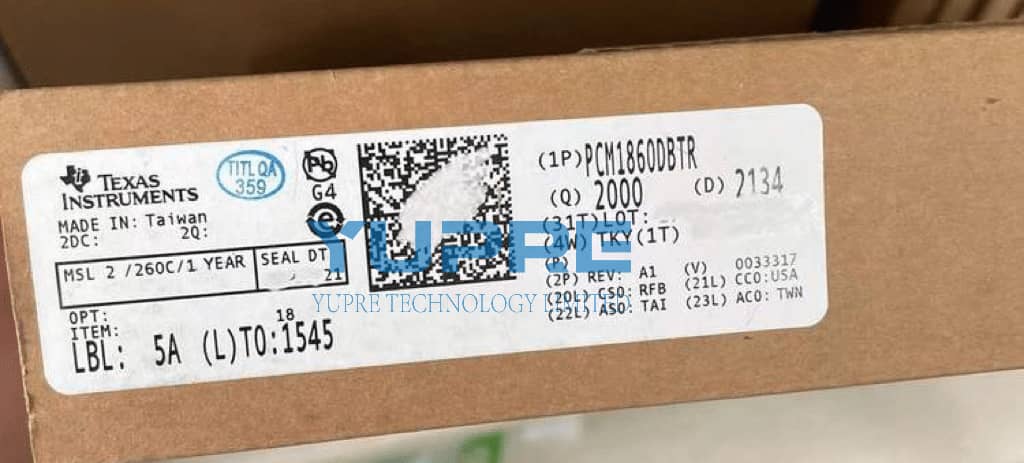 TEXAS
INSTRUMENTS
TITL QA
359
Pb
G4
e
MADE IN: Taiwan
2DC: 2Q:
MSL 2 /260C/1 YEAR
SEAL DT
21
OPT:
ITEM: 18
LBL: 5A (L)TO:1545
(1P)PCM1860DBTR
(Q) 2000 (D) 2134
(31T)LOT:
(4W) TKY(1T)
(P)
(2P) REV: A1 (V) 0033317
(20L) CSO: RFB (21L) CCO:USA
(22L) ASO: TAI (23L) ACO: TWN
YUPRE
YUPRE TECHNOLOGY LIMITED